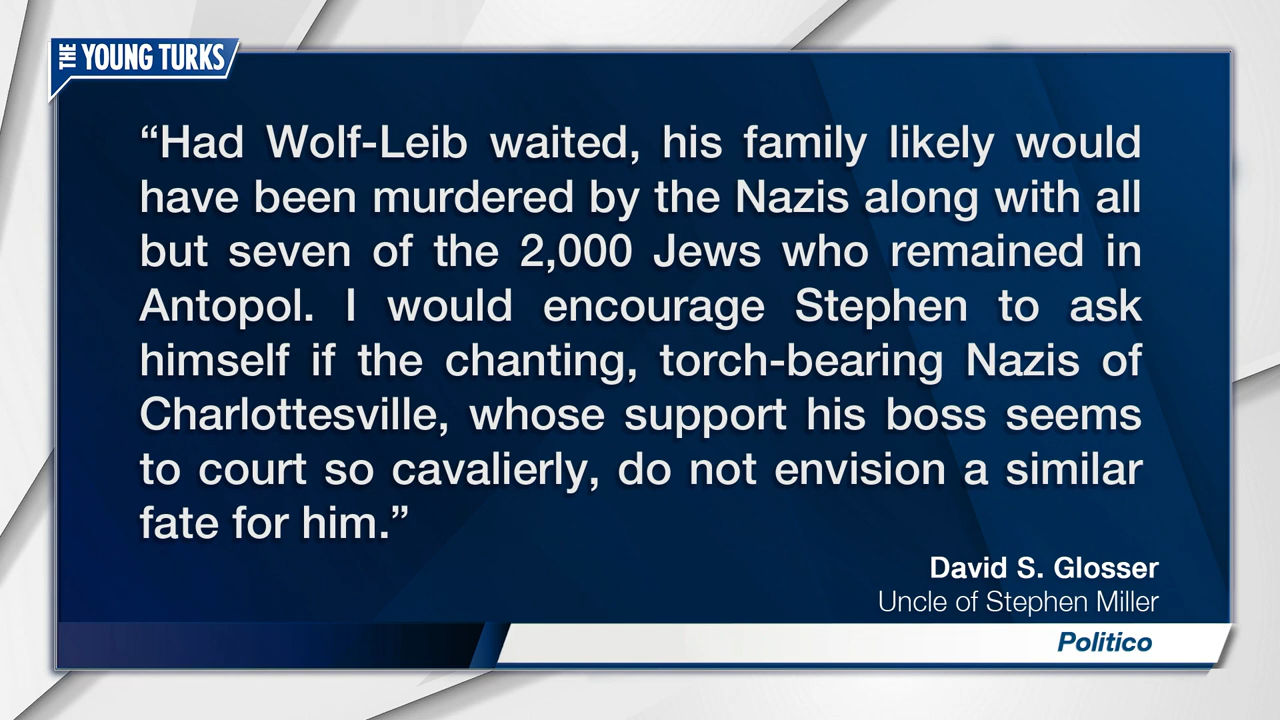 THE YOUNG TURKS
“Had Wolf-Leib waited, his family likely would
have been murdered by the Nazis along with all
but seven of the 2,000 Jews who remained in
Antopol. I would encourage Stephen to ask
himself if the chanting, torch-bearing Nazis of
Charlottesville, whose support his boss seems
to court so cavalierly, do not envision a similar
fate for him.”
David S. Glosser
Uncle of Stephen Miller
Politico